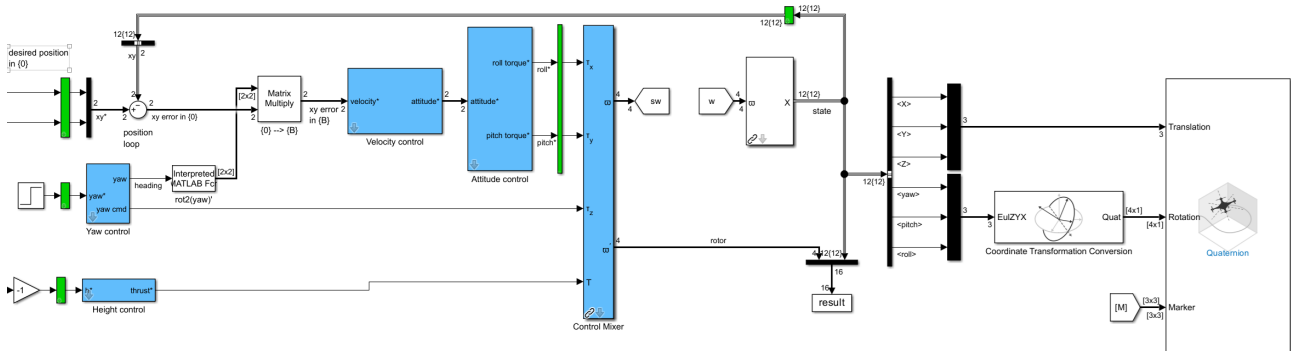 12{12}
12{12}
12{12}
xy
2
desired position
in {0}
2
xy*
2
2
2
xy error in {0}
position
loop
[2x2]
2
Matrix
Multiply
{0} --> {B}
2
xy error
in {B}
2
velocity*
attitude*
Velocity control
2
2
attitude*
roll torque*
pitch torque*
Attitude control
roll*
pitch*
τx
τy
τz
T
ϖ
ϖ'
Control Mixer
4
4
sw
w
4
4
ϖ
X
12{12}
state
yaw*
yaw
yaw cmd
Yaw control
heading
Interpreted
MATLAB Fcn
rot2(yaw)'
[2x2]
-1
h*
thrust*
Height control
4
rotor
4
12{12}
16
16
result
12{12}
<X>
<Y>
<Z>
<yaw>
<pitch>
<roll>
3
3
3
EulZYX
Quat
Coordinate Transformation Conversion
[4x1]
[4x1]
3
Translation
Rotation
Quaternion
[M]
[3x3]
[3x3]
Marker